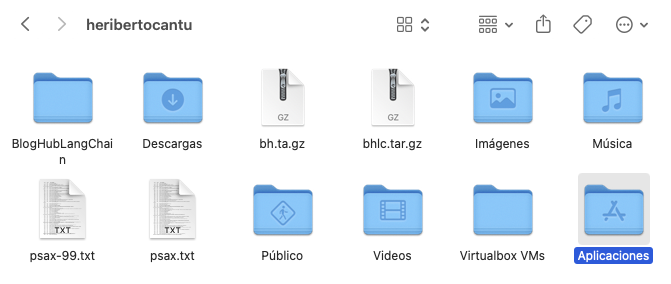 heribertocantu
BlogHubLangChai
n
Descargas
bh.ta.gz
bhlc.tar.gz
Imágenes
Música
GZ
GZ
psax-99.txt
psax.txt
Público
Videos
Virtualbox VMs
Aplicaciones
TXT
TXT